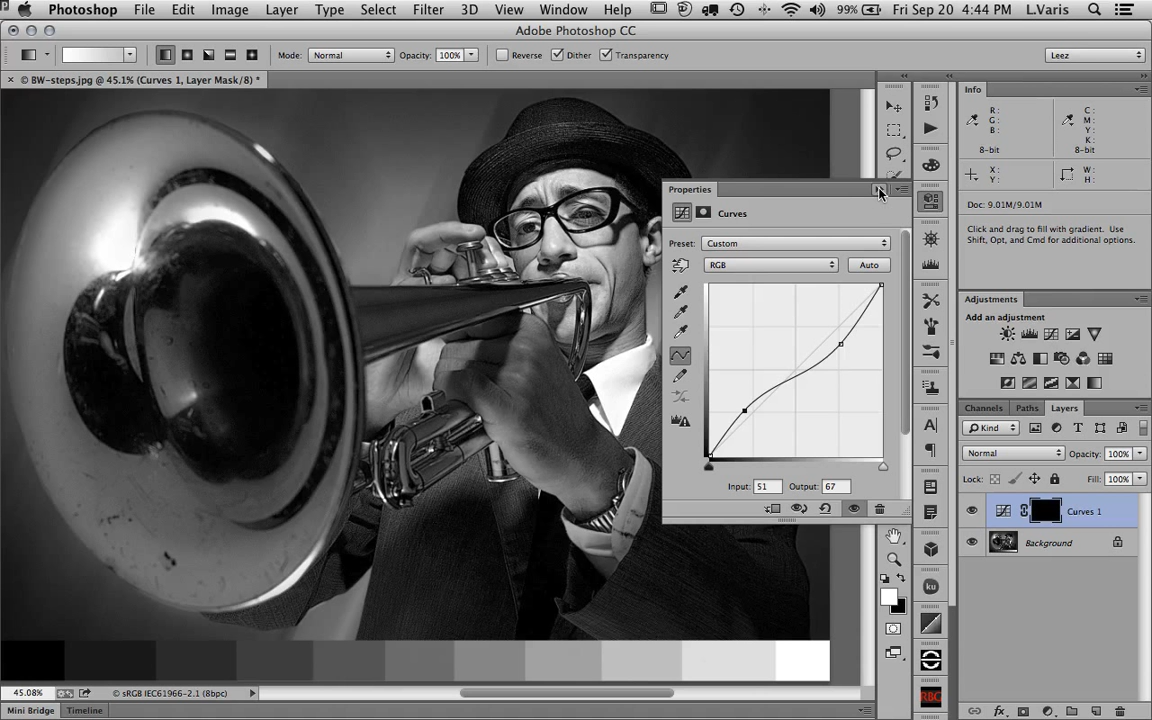 Photoshop File Edit Image Layer Type Select Filter 3D View Window Help 99% Fri Sep 20 4:44 PM L.Varis
Adobe Photoshop CC
Mode: Normal Opacity: 100% Reverse Dither Transparency Leez
× © BW-steps.jpg @ 45.1% (Curves 1, Layer Mask/8) *
Info
R: C:
G: M:
B: Y:
K:
8-bit 8-bit
X: W:
Y: H:
Doc: 9.01M/9.01M
Click and drag to fill with gradient. Use
Shift, Opt, and Cmd for additional options.
Properties
Curves
Preset: Custom
RGB Auto
Input: 51 Output: 67
Adjustments
Add an adjustment
Channels Paths Layers
Kind
Normal Opacity: 100%
Lock: Fill: 100%
Curves 1
Background
A
ku
RBG
45.08% © sRGB IEC61966-2.1 (8bpc)
Mini Bridge Timeline
fx